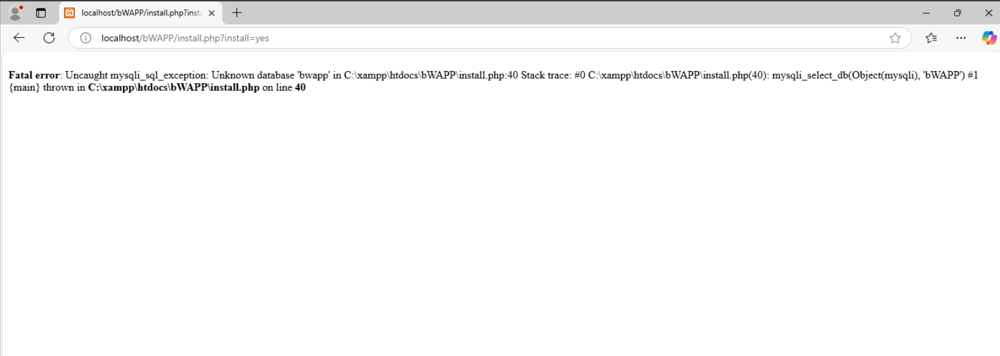 localhost/bWAPP/install.php?inst
localhost/bWAPP/install.php?install=yes
Fatal error: Uncaught mysqli_sql_exception: Unknown database 'bwapp' in C:\xampp\htdocs\bWAPP\install.php:40 Stack trace: #0 C:\xampp\htdocs\bWAPP\install.php(40): mysqli_select_db(Object(mysqli), 'bWAPP') #1
{main} thrown in C:\xampp\htdocs\bWAPP\install.php on line 40